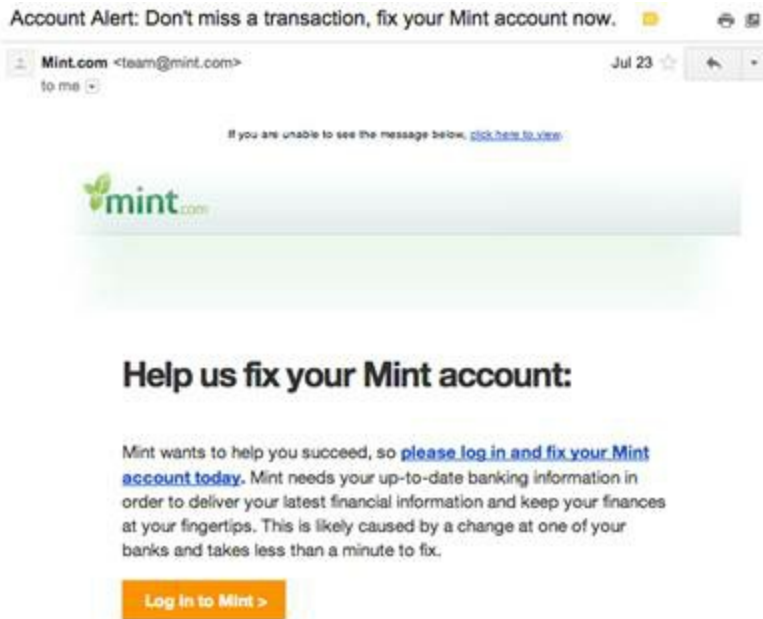 Account Alert: Don't miss a transaction, fix your Mint account now.
Mint.com <team@mint.com>
Jul 23
to me
If you are unable to see the message below, click here to view.
mint.com
Help us fix your Mint account:
Mint wants to help you succeed, so please log in and fix your Mint
account today. Mint needs your up-to-date banking information in
order to deliver your latest financial information and keep your finances
at your fingertips. This is likely caused by a change at one of your
banks and takes less than a minute to fix.
Log in to Mint >